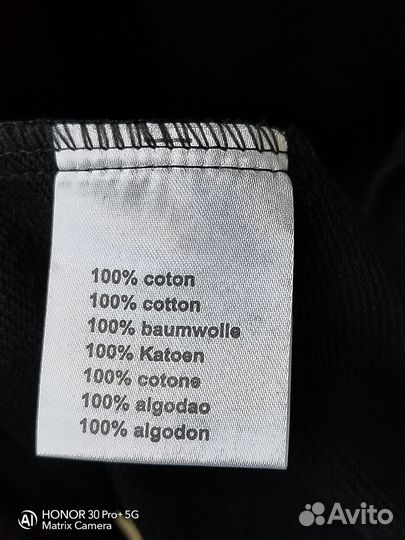 100% coton
100% cotton
100% baumwolle
100% Katoen
100% cotone
100% algodao
100% algodon
AI HONOR 30 Pro+ 5G
Matrix Camera
Avito